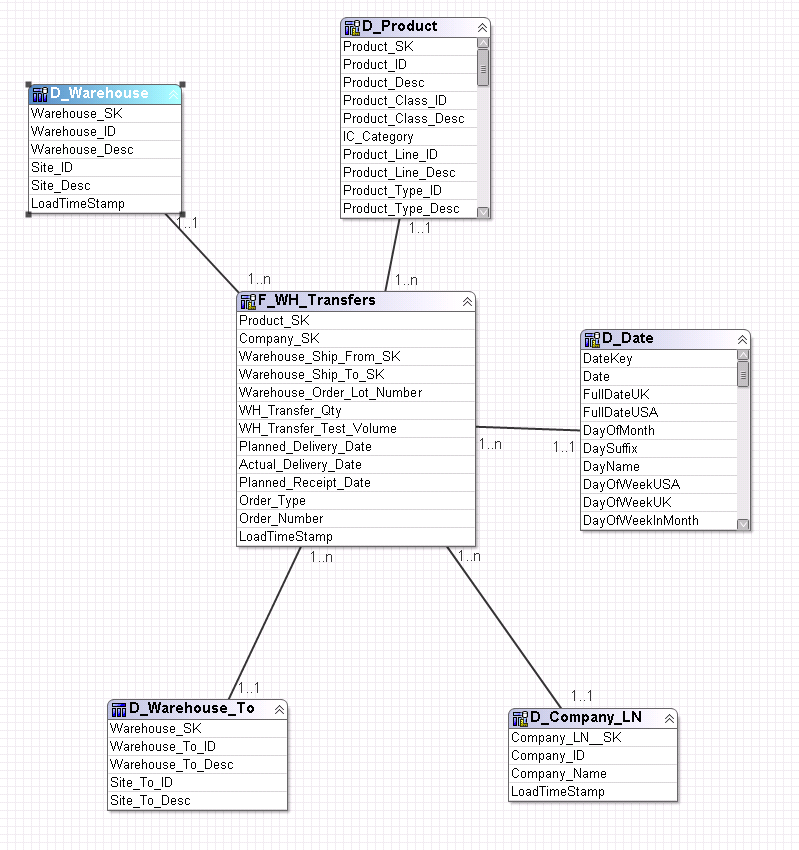 D_Product
Product_SK
Product_ID
Product_Desc
Product_Class_ID
Product_Class_Desc
IC_Category
Product_Line_ID
Product_Line_Desc
Product_Type_ID
Product_Type_Desc
D_Warehouse
Warehouse_SK
Warehouse_ID
Warehouse_Desc
Site_ID
Site_Desc
LoadTimeStamp
1..1
1..1
1..n
1..n
F_WH_Transfers
Product_SK
Company_SK
Warehouse_Ship_From_SK
Warehouse_Ship_To_SK
Warehouse_Order_Lot_Number
WH_Transfer_Qty
WH_Transfer_Test_Volume
Planned_Delivery_Date
Actual_Delivery_Date
Planned_Receipt_Date
Order_Type
Order_Number
LoadTimeStamp
D_Date
DateKey
Date
FullDateUK
FullDateUSA
DayOfMonth
DaySuffix
DayName
DayOfWeekUSA
DayOfWeekUK
DayOfWeekInMonth
1..n
1..1
1..n
1..n
1..1
1..1
D_Warehouse_To
Warehouse_SK
Warehouse_To_ID
Warehouse_To_Desc
Site_To_ID
Site_To_Desc
D_Company_LN
Company_LN__SK
Company_ID
Company_Name
LoadTimeStamp